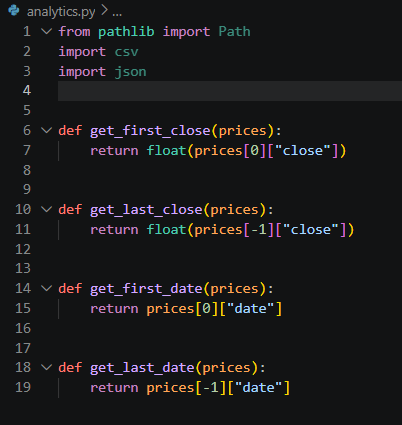 analytics.py > ...
1 from pathlib import Path
2 import csv
3 import json
4
5
6 def get_first_close(prices):
7     return float(prices[0]["close"])
8
9
10 def get_last_close(prices):
11     return float(prices[-1]["close"])
12
13
14 def get_first_date(prices):
15     return prices[0]["date"]
16
17
18 def get_last_date(prices):
19     return prices[-1]["date"]